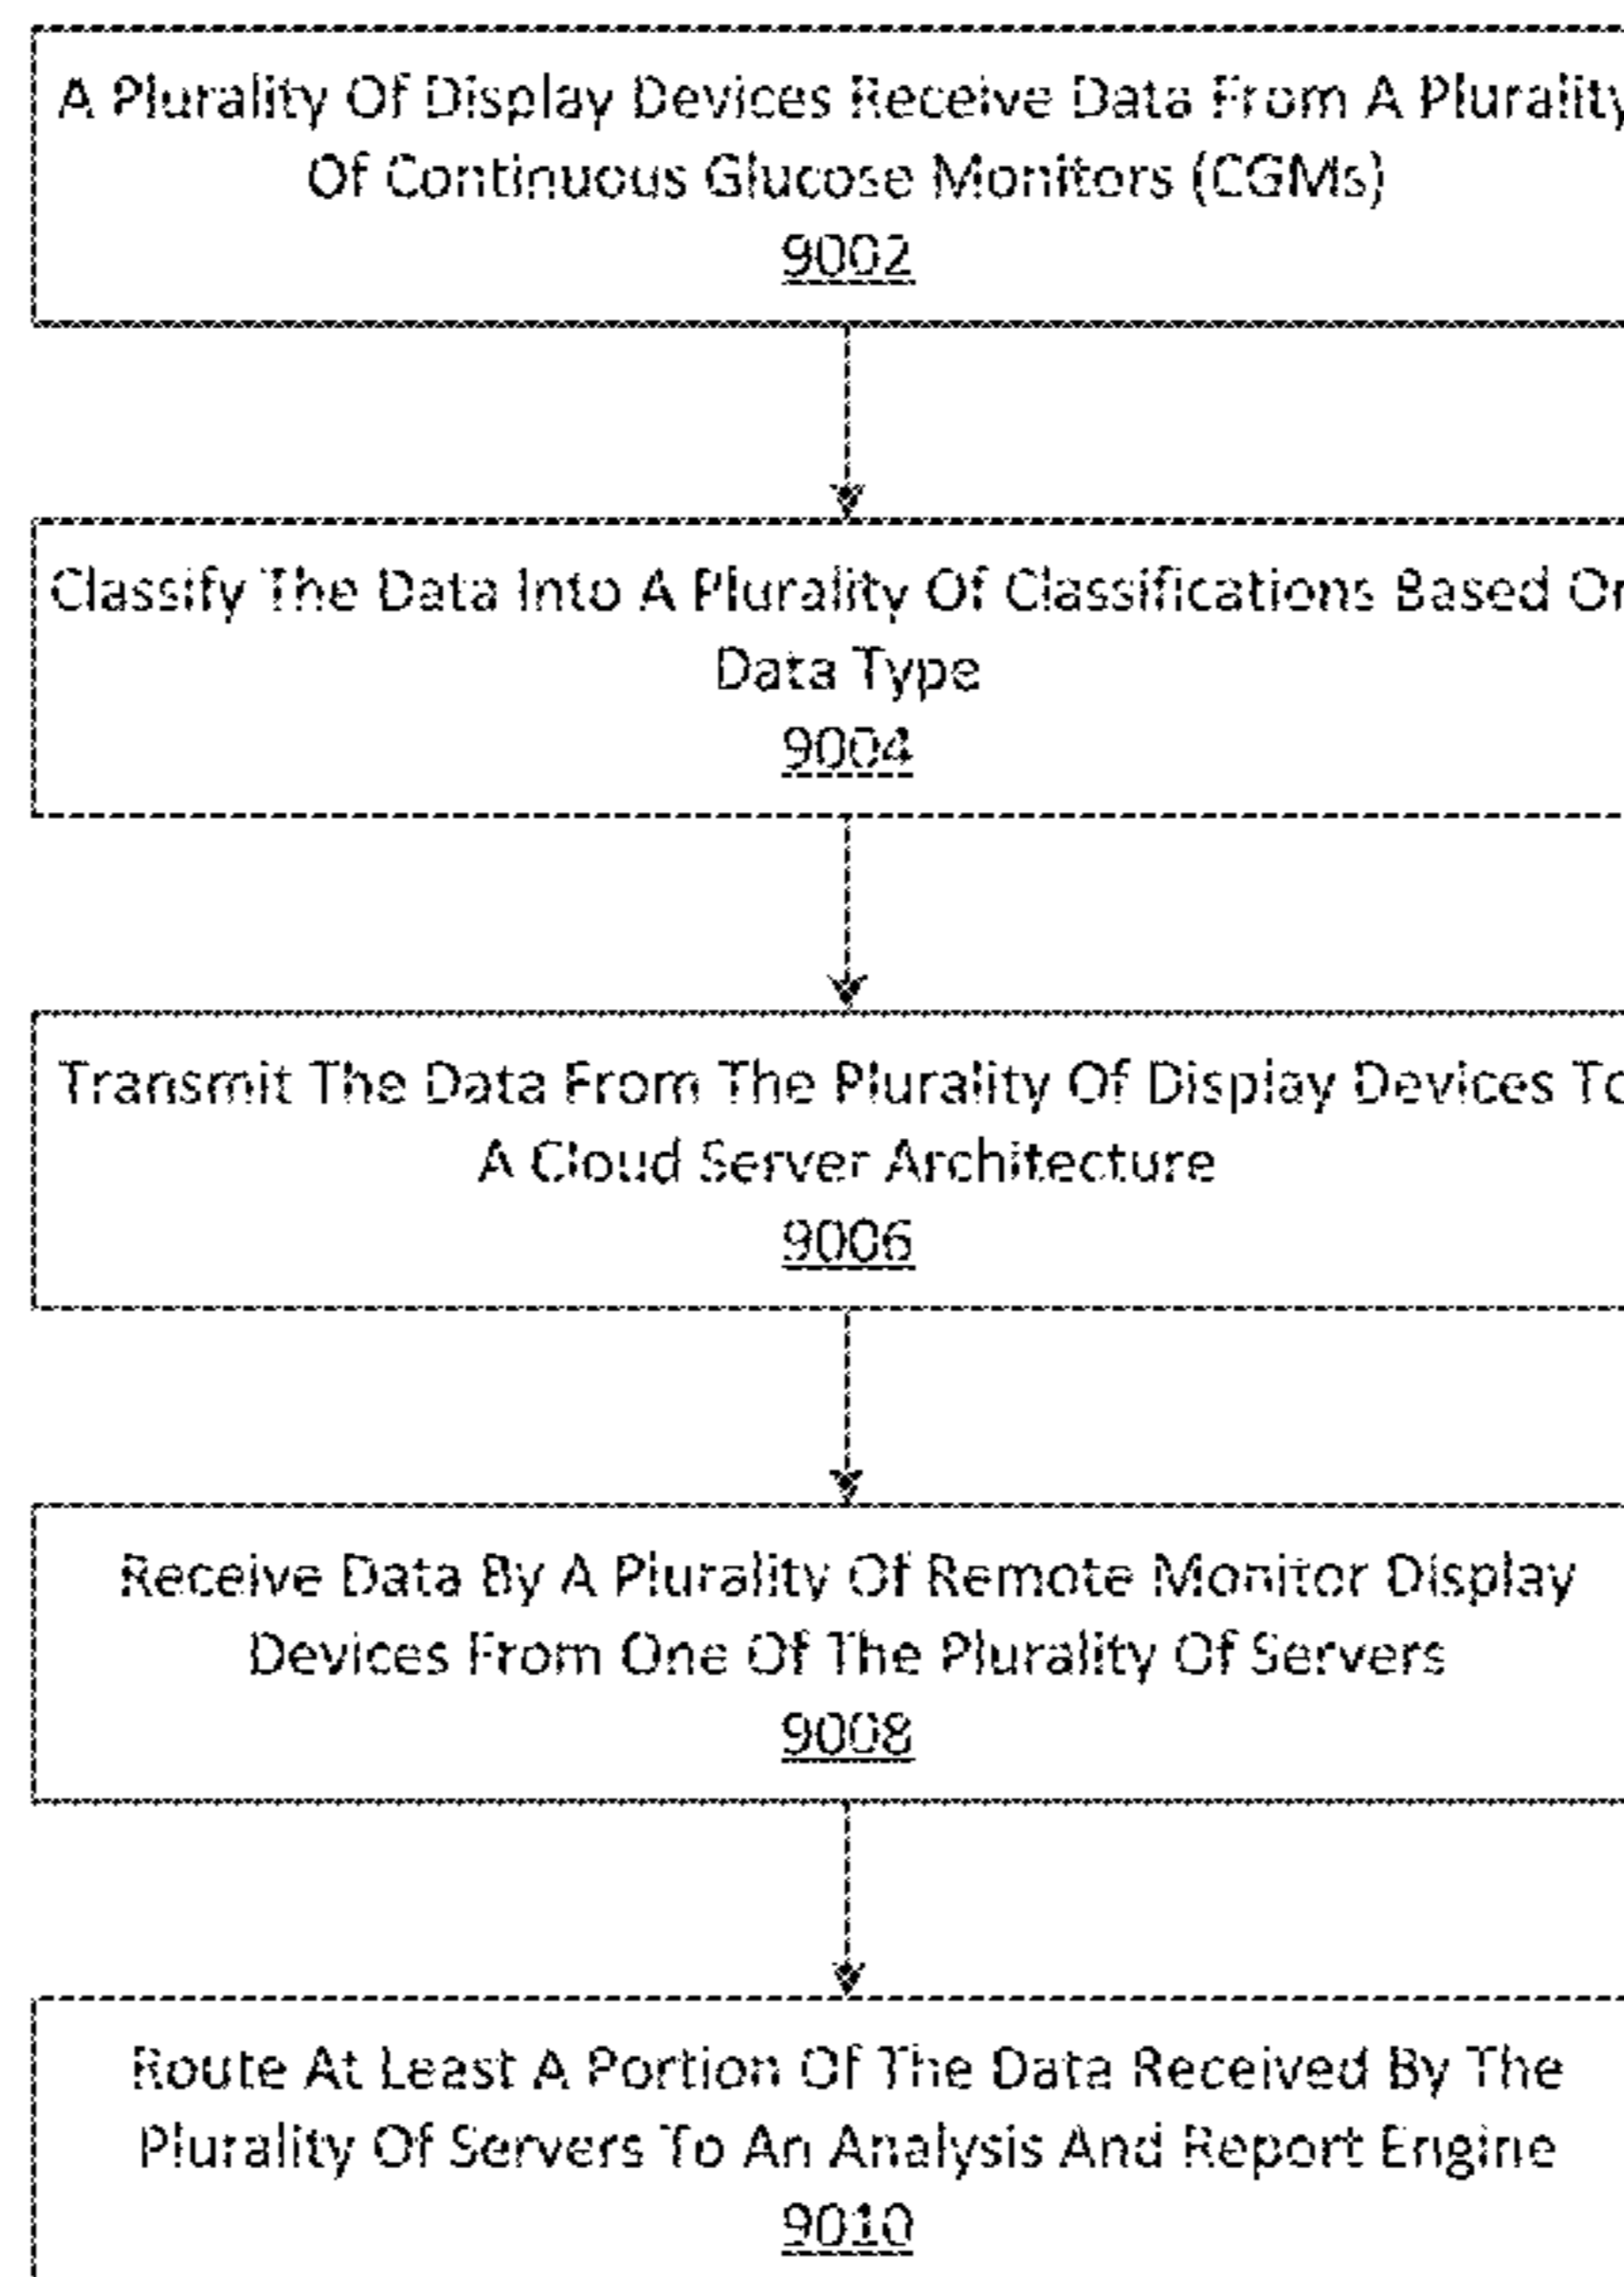 A Plurality Of Display Devices Receive Data From A Plurality
Of Continuous Glucose Monitors (CGMs)
9002
Classify The Data Into A Plurality Of Classifications Based On
Data Type
9004
Transmit The Data From The Plurality Of Display Devices To
A Cloud Server Architecture
9006
Receive Data By A Plurality Of Remote Monitor Display
Devices From One Of The Plurality Of Servers
9008
Route At Least A Portion Of The Data Received By The
Plurality Of Servers To An Analysis And Report Engine
9010